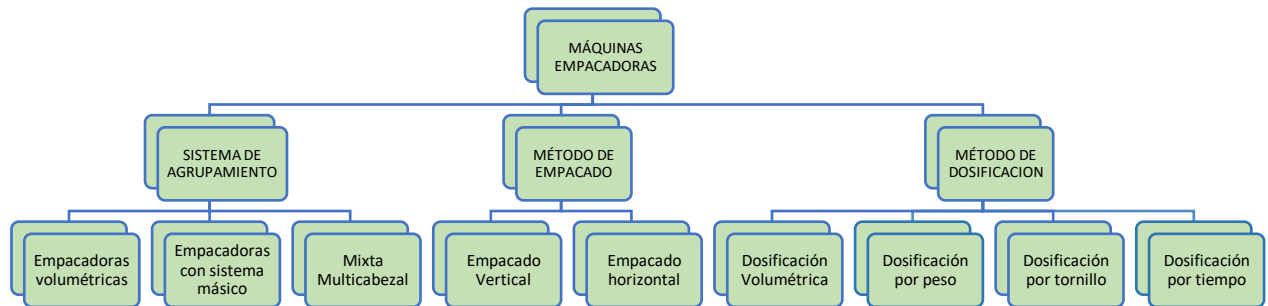 MÁQUINAS
EMPACADORAS
SISTEMA DE
AGRUPAMIENTO
MÉTODO DE
EMPACADO
MÉTODO DE
DOSIFICACION
Empacadoras
volumétricas
Empacadoras
con sistema
másico
Mixta
Multicabezal
Empacado
Vertical
Empacado
horizontal
Dosificación
Volumétrica
Dosificación
por peso
Dosificación
por tornillo
Dosificación
por tiempo